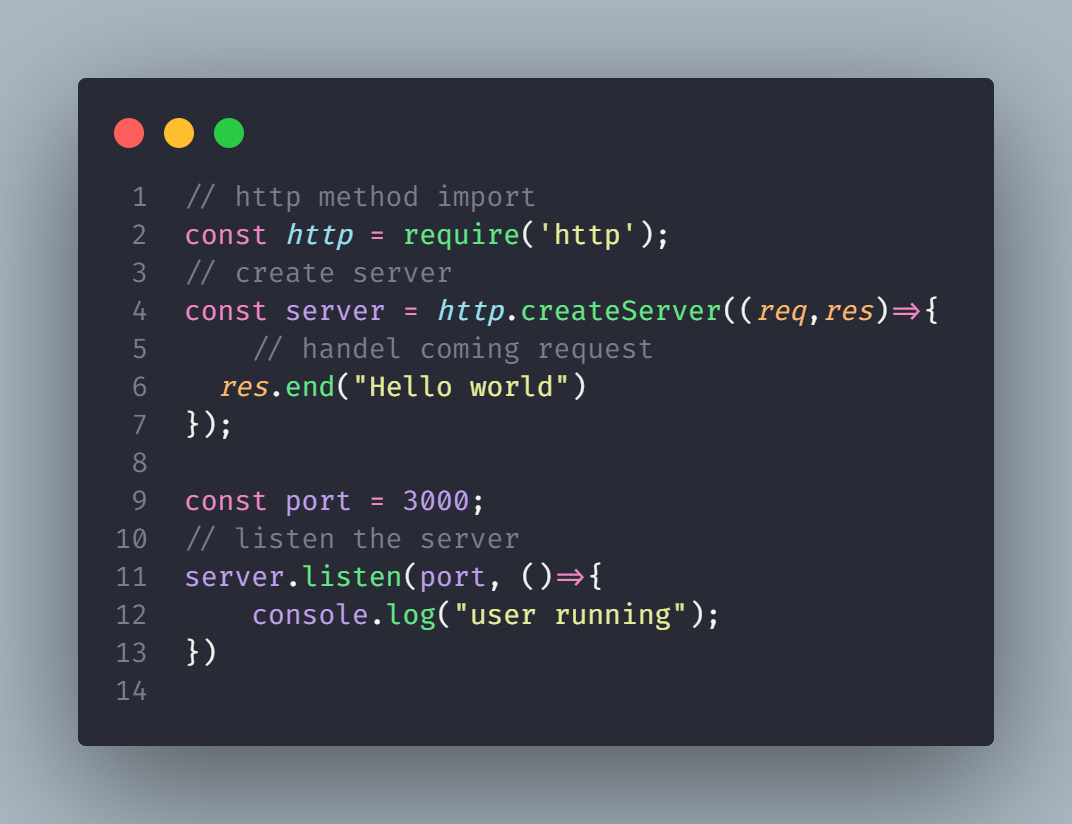 1 // http method import
2 const http = require('http');
3 // create server
4 const server = http.createServer((req,res)=>{
5     // handel coming request
6   res.end("Hello world")
7 });
8
9 const port = 3000;
10 // listen the server
11 server.listen(port, ()=>{
12     console.log("user running");
13 })
14